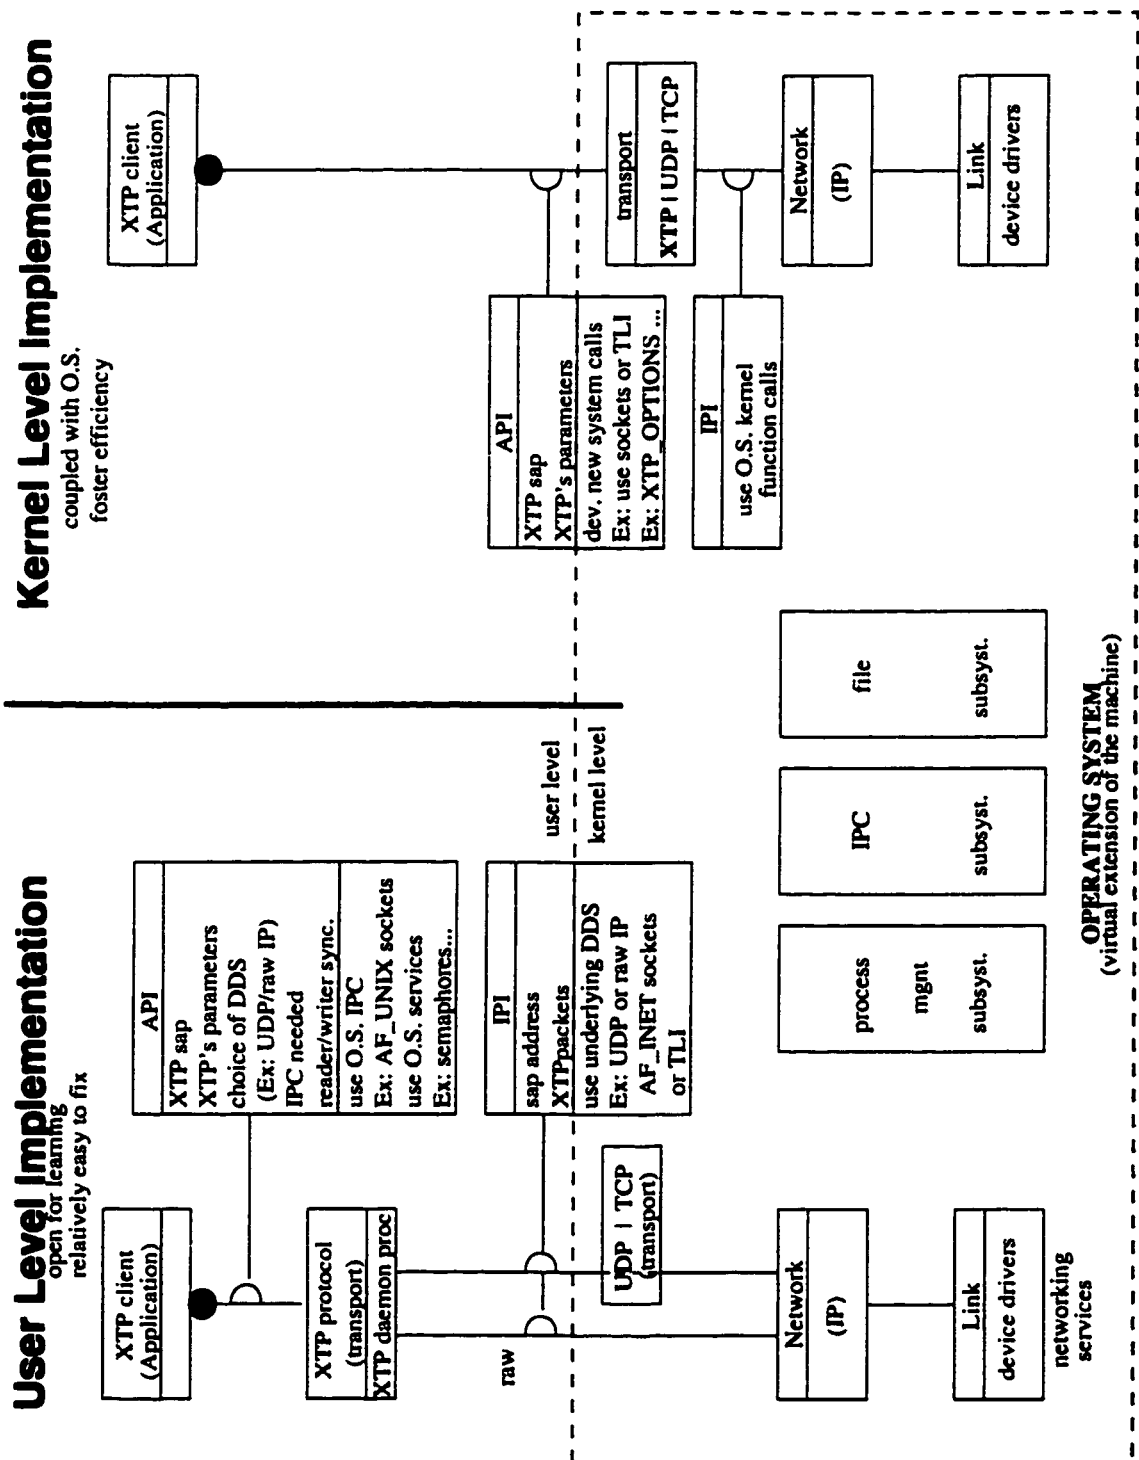 User Level Implementation
open for learning
relatively easy to fix
XTP client
(Application)
API
XTP sap
XTP's parameters
choice of DDS
(Ex: UDP/raw IP)
IPC needed
reader/writer sync.
use O.S. IPC
Ex: AF_UNIX sockets
use O.S. services
Ex: semaphores...
XTP protocol
(transport)
XTP daemon proc
raw
IPI
sap address
XTPpackets
use underlying DDS
Ex: UDP or raw IP
AF_INET sockets
or TLI
user level
kernel level
UDP | TCP
(transport)
Network
(IP)
Link
device drivers
networking
services
process
mgnt
subsyst.
IPC
subsyst.
file
subsyst.
OPERATING SYSTEM
(virtual extension of the machine)
Kernel Level Implementation
coupled with O.S.
foster efficiency
XTP client
(Application)
API
XTP sap
XTP's parameters
dev. new system calls
Ex: use sockets or TLI
Ex: XTP_OPTIONS ...
transport
XTP | UDP | TCP
IPI
use O.S. kernel
function calls
Network
(IP)
Link
device drivers